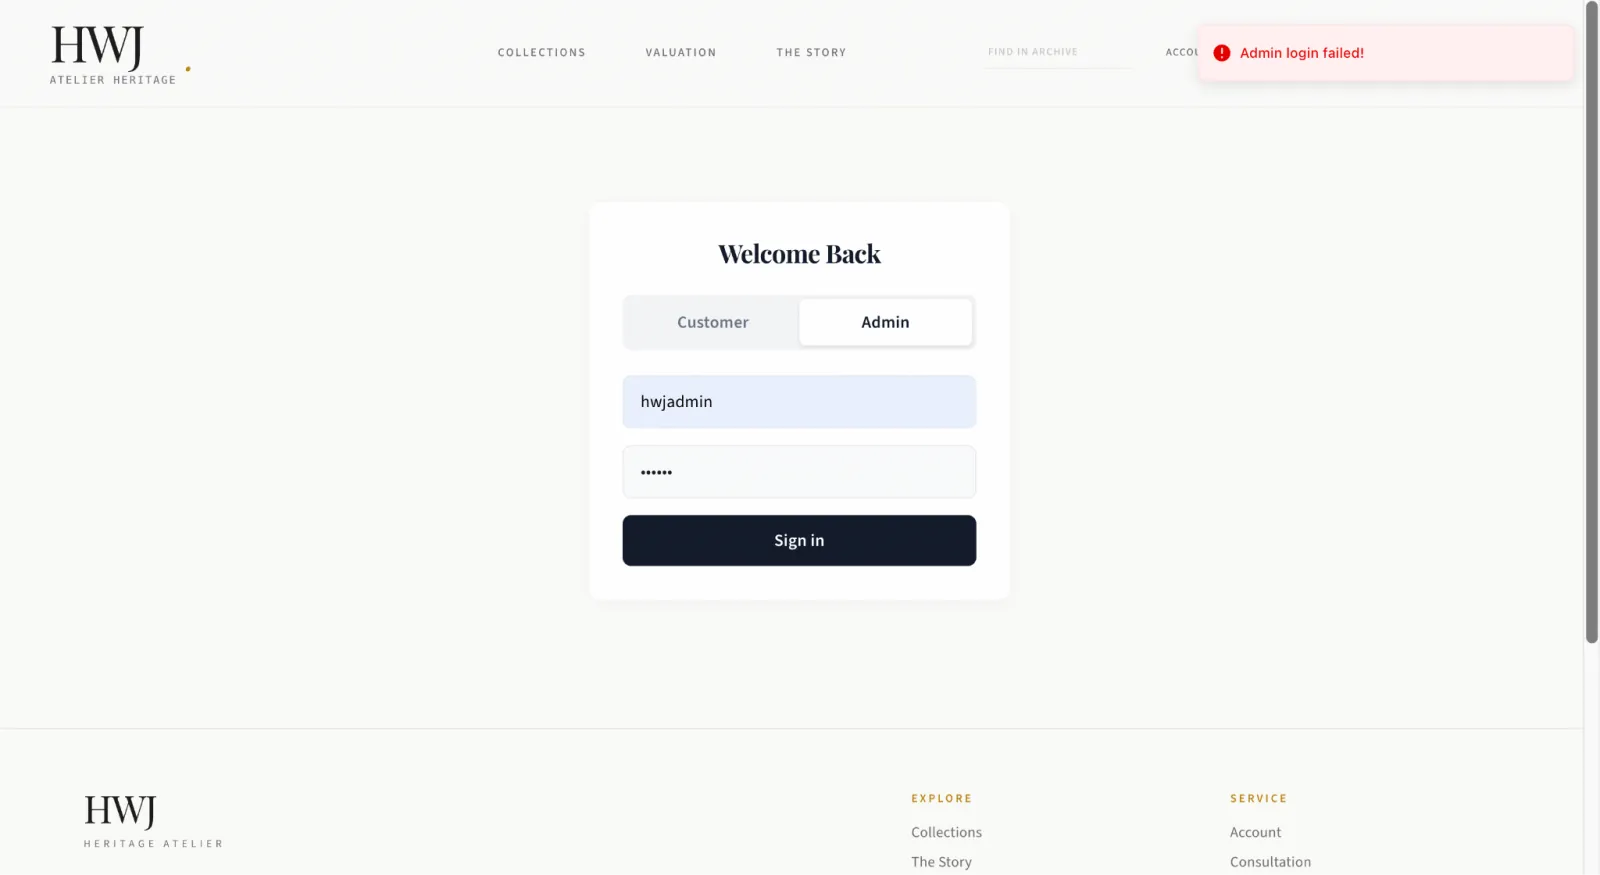 HWJ
ATELIER HERITAGE
COLLECTIONS
VALUATION
THE STORY
FIND IN ARCHIVE
Admin login failed!
Welcome Back
Customer
Admin
hwjadmin
••••••
Sign in
HWJ
HERITAGE ATELIER
EXPLORE
Collections
The Story
SERVICE
Account
Consultation